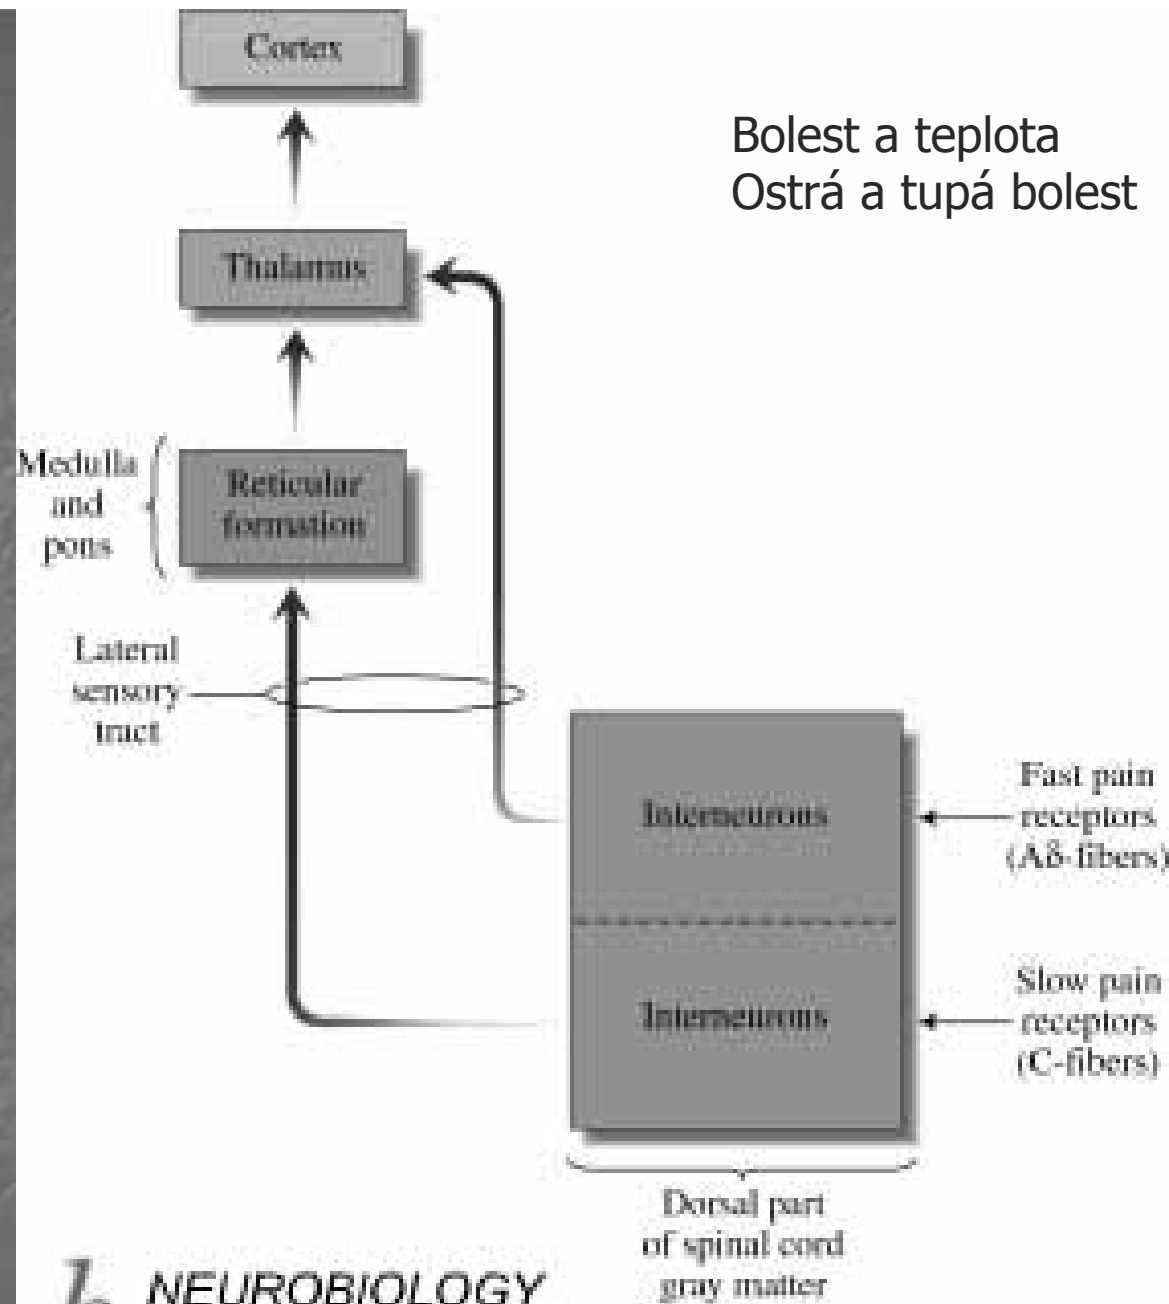 Cortex
Bolest a teplota
Ostrá a tupá bolest
Thalamus
Medulla
and
pons
Reticular
formation
Lateral
sensory
tract
Interneurons
Fast pain
receptors
(Aδ-fibers)
Interneurons
Slow pain
receptors
(C-fibers)
Dorsal part
of spinal cord
gray matter
NEUROBIOLOGY